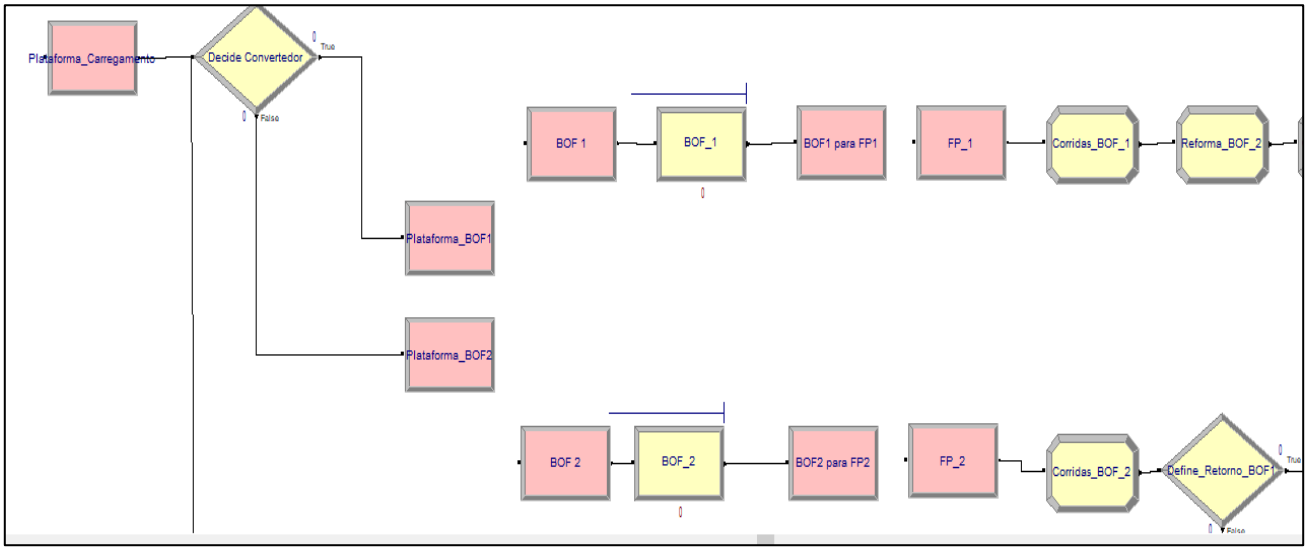 Plataforma_Carregamento
Decide Convertedor
0
True
0
False
BOF 1
BOF_1
0
BOF1 para FP1
FP_1
Corridas_BOF_1
Reforma_BOF_2
Plataforma_BOF1
Plataforma_BOF2
BOF 2
BOF_2
0
BOF2 para FP2
FP_2
Corridas_BOF_2
Define_Retorno_BOF1
0
True
0
False